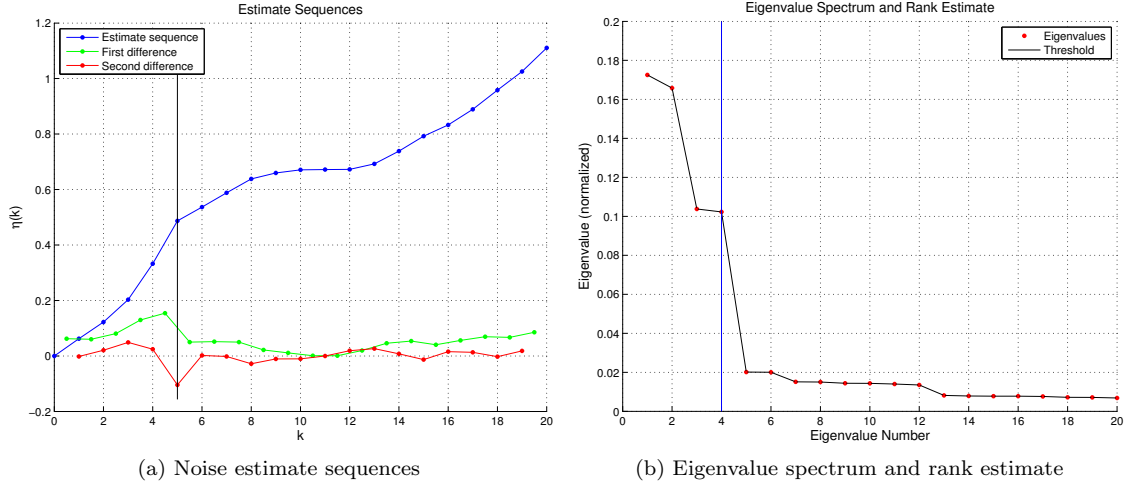 Estimate Sequences
1.2
1
0.8
0.6
0.4
0.2
0
−0.2
η(k)
Estimate sequence
First difference
Second difference
0 2 4 6 8 10 12 14 16 18 20
k
(a) Noise estimate sequences
Eigenvalue Spectrum and Rank Estimate
0.2
0.18
0.16
0.14
0.12
0.1
0.08
0.06
0.04
0.02
0
Eigenvalue (normalized)
Eigenvalues
Threshold
0 2 4 6 8 10 12 14 16 18 20
Eigenvalue Number
(b) Eigenvalue spectrum and rank estimate